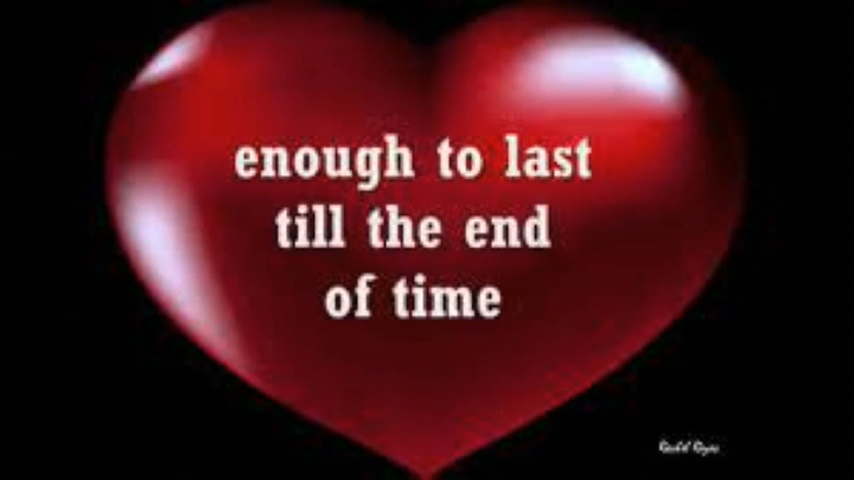 enough to last
till the end
of time